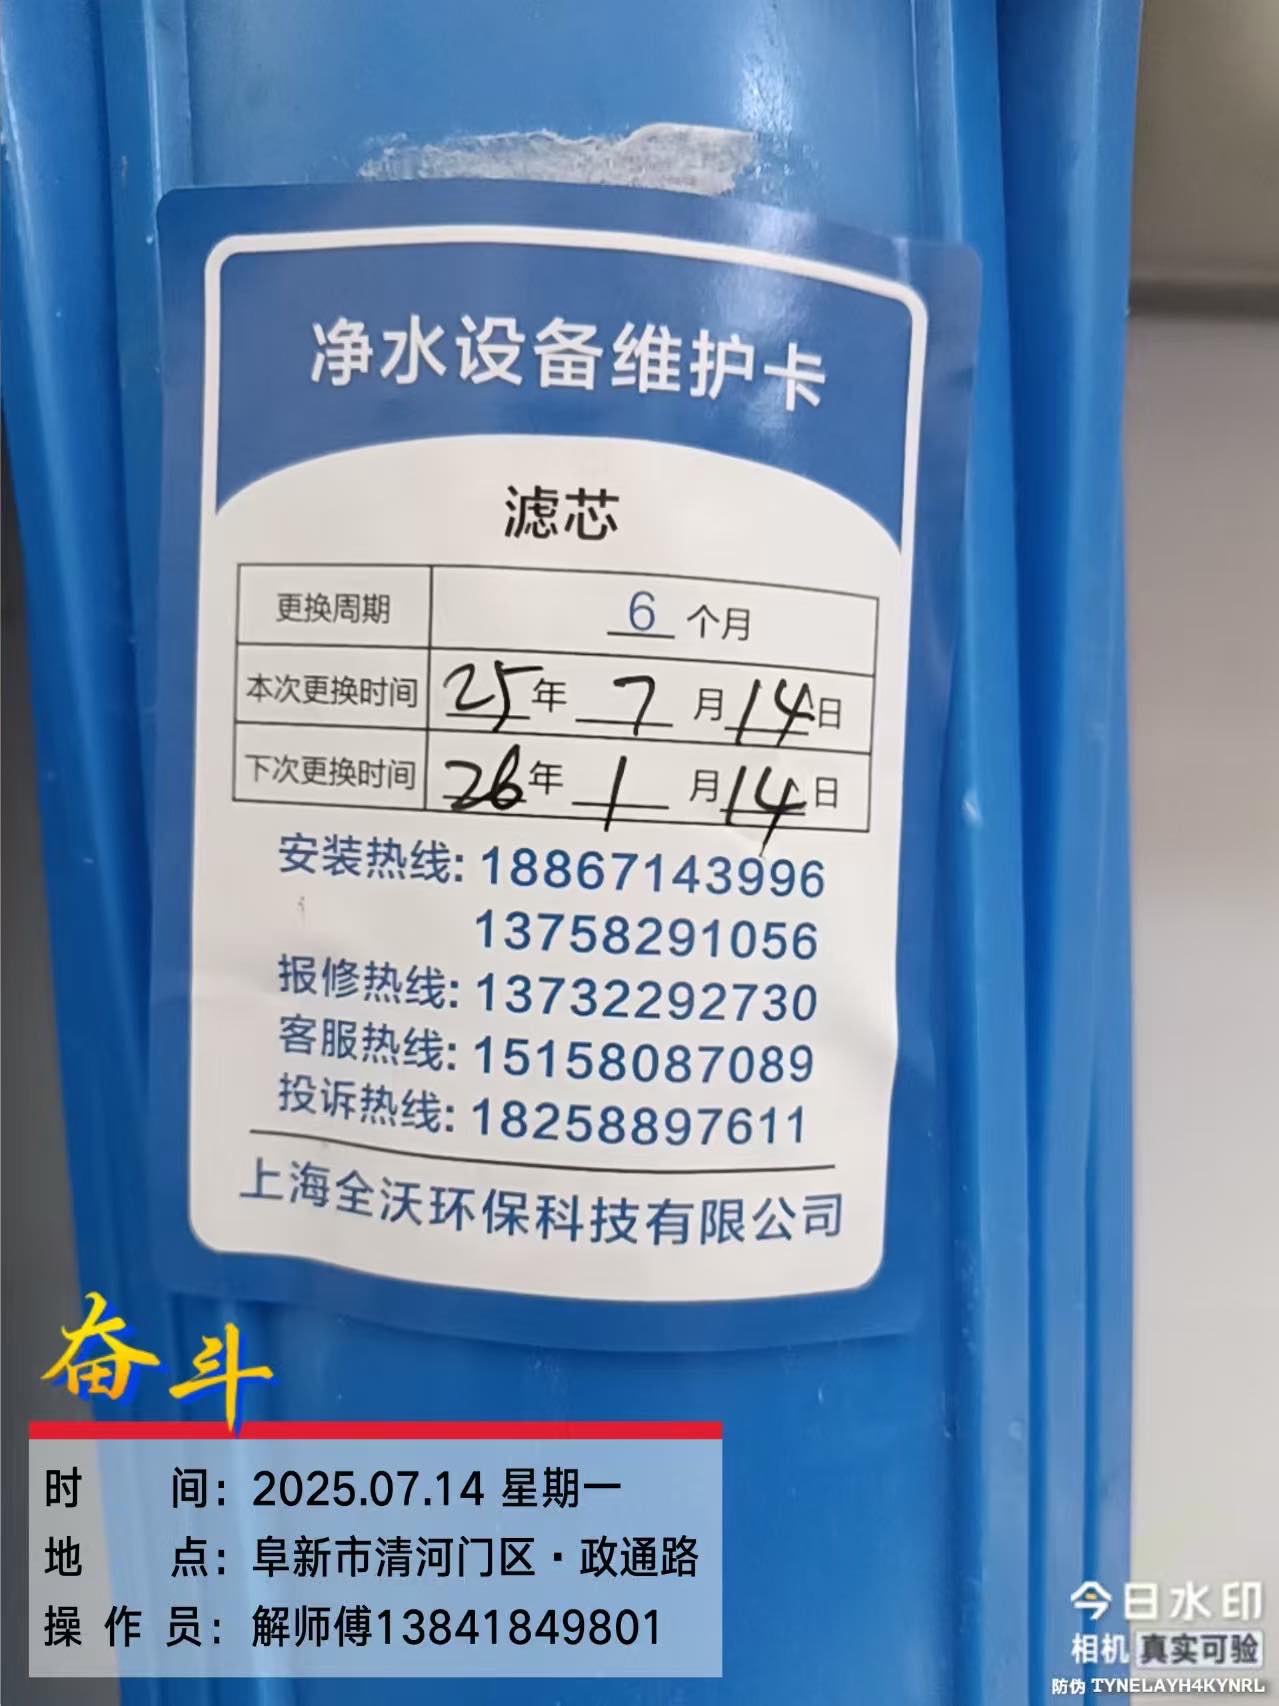 净水设备维护卡
滤芯
更换周期 6 个月
本次更换时间 25年 7 月 14 日
下次更换时间 26年 1 月 14 日
安装热线: 18867143996
13758291056
报修热线: 13732292730
客服热线: 15158087089
投诉热线: 18258897611
上海全沃环保科技有限公司
奋斗
时 间: 2025.07.14 星期一
地 点: 阜新市清河门区·政通路
操作员: 解师傅13841849801
今日水印
相机 真实可验
防伪 TYNELAYH4KYNRL